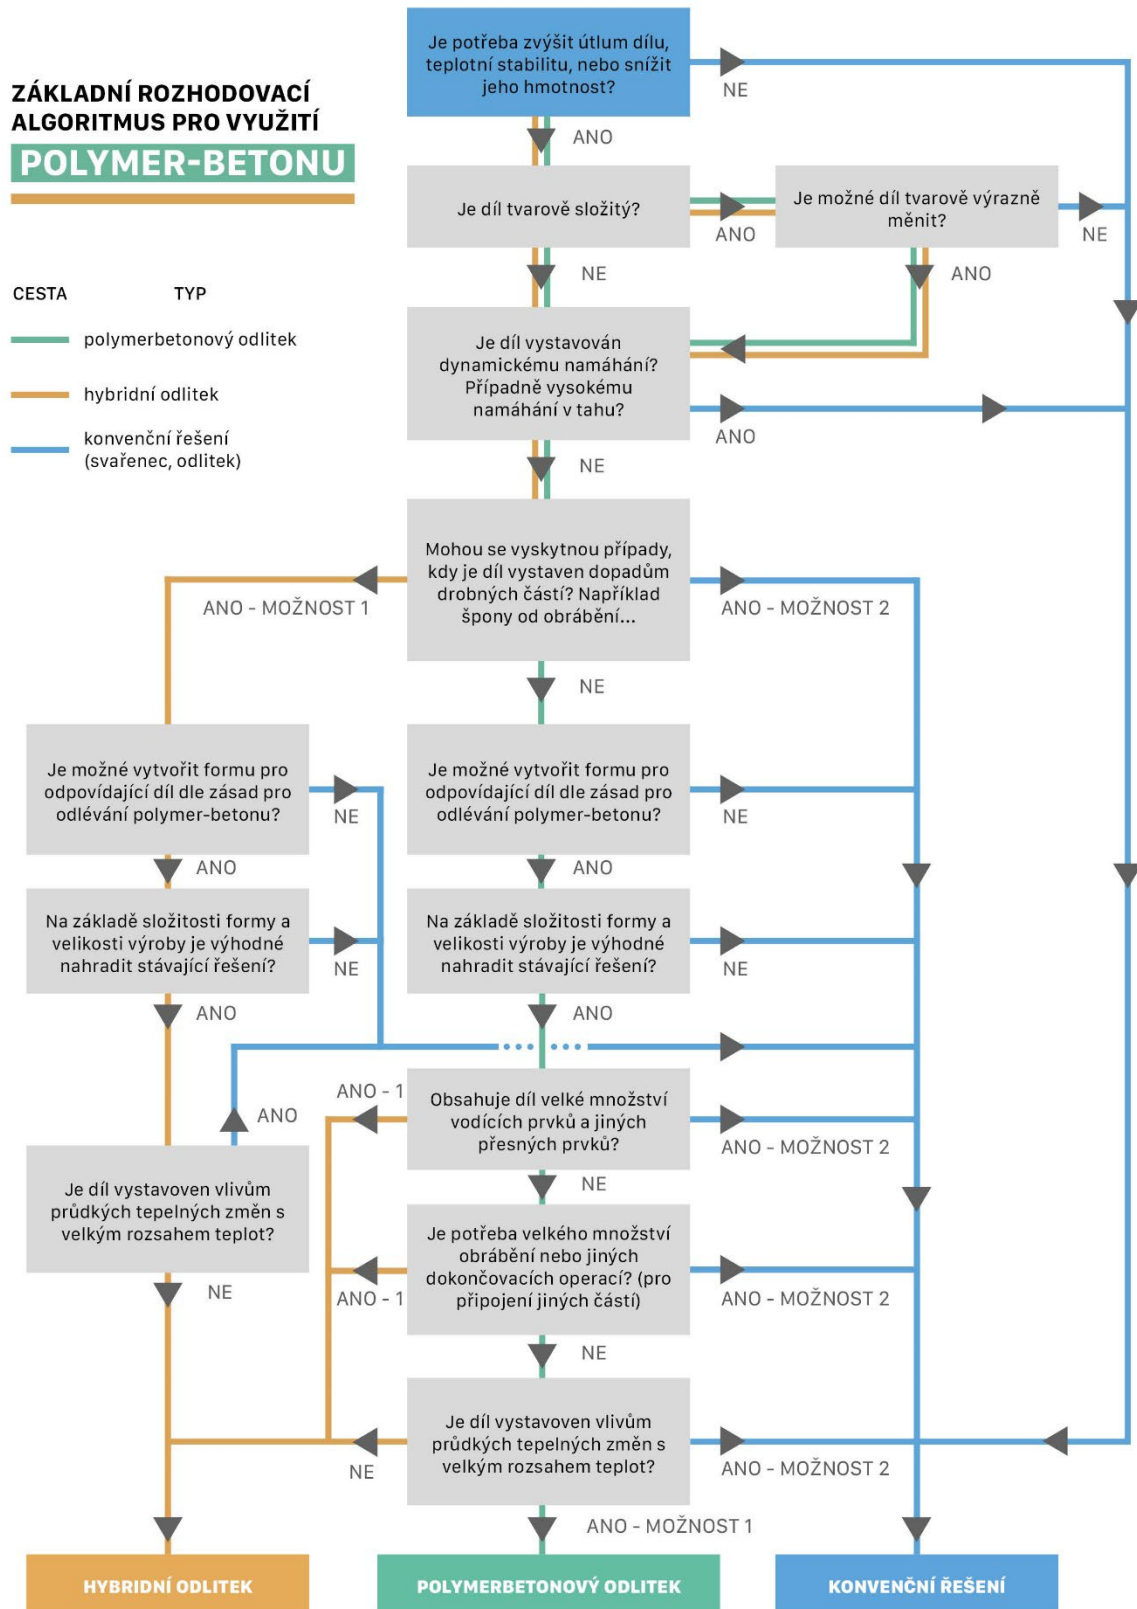 ZÁKLADNÍ ROZHODOVACÍ
ALGORITMUS PRO VYUŽITÍ
POLYMER-BETONU
CESTA TYP
polymerbetonový odlitek
hybridní odlitek
konvenční řešení
(svařenec, odlitek)
Je potřeba zvýšit útlum dílu,
teplotní stabilitu, nebo snížit
jeho hmotnost?
NE
ANO
Je díl tvarově složitý?
ANO
Je možné díl tvarově výrazně
měnit?
NE
NE
ANO
Je díl vystavován
dynamickému namáhání?
Případně vysokému
namáhání v tahu?
ANO
NE
Mohou se vyskytnou případy,
kdy je díl vystaven dopadům
drobných částí? Například
špony od obrábění...
ANO - MOŽNOST 1
ANO - MOŽNOST 2
NE
Je možné vytvořit formu pro
odpovídající díl dle zásad pro
odlévání polymer-betonu?
NE
ANO
Je možné vytvořit formu pro
odpovídající díl dle zásad pro
odlévání polymer-betonu?
NE
ANO
Na základě složitosti formy a
velikosti výroby je výhodné
nahradit stávající řešení?
NE
ANO
Na základě složitosti formy a
velikosti výroby je výhodné
nahradit stávající řešení?
NE
ANO
ANO - 1
Obsahuje díl velké množství
vodících prvků a jiných
přesných prvků?
ANO - MOŽNOST 2
ANO
NE
Je díl vystavoven vlivům
průdkých tepelných změn s
velkým rozsahem teplot?
NE
Je potřeba velkého množství
obrábění nebo jiných
dokončovacích operací? (pro
připojení jiných částí)
ANO - 1
ANO - MOŽNOST 2
NE
Je díl vystavoven vlivům
průdkých tepelných změn s
velkým rozsahem teplot?
NE
ANO - MOŽNOST 2
ANO - MOŽNOST 1
HYBRIDNÍ ODLITEK
POLYMERBETONOVÝ ODLITEK
KONVENČNÍ ŘEŠENÍ